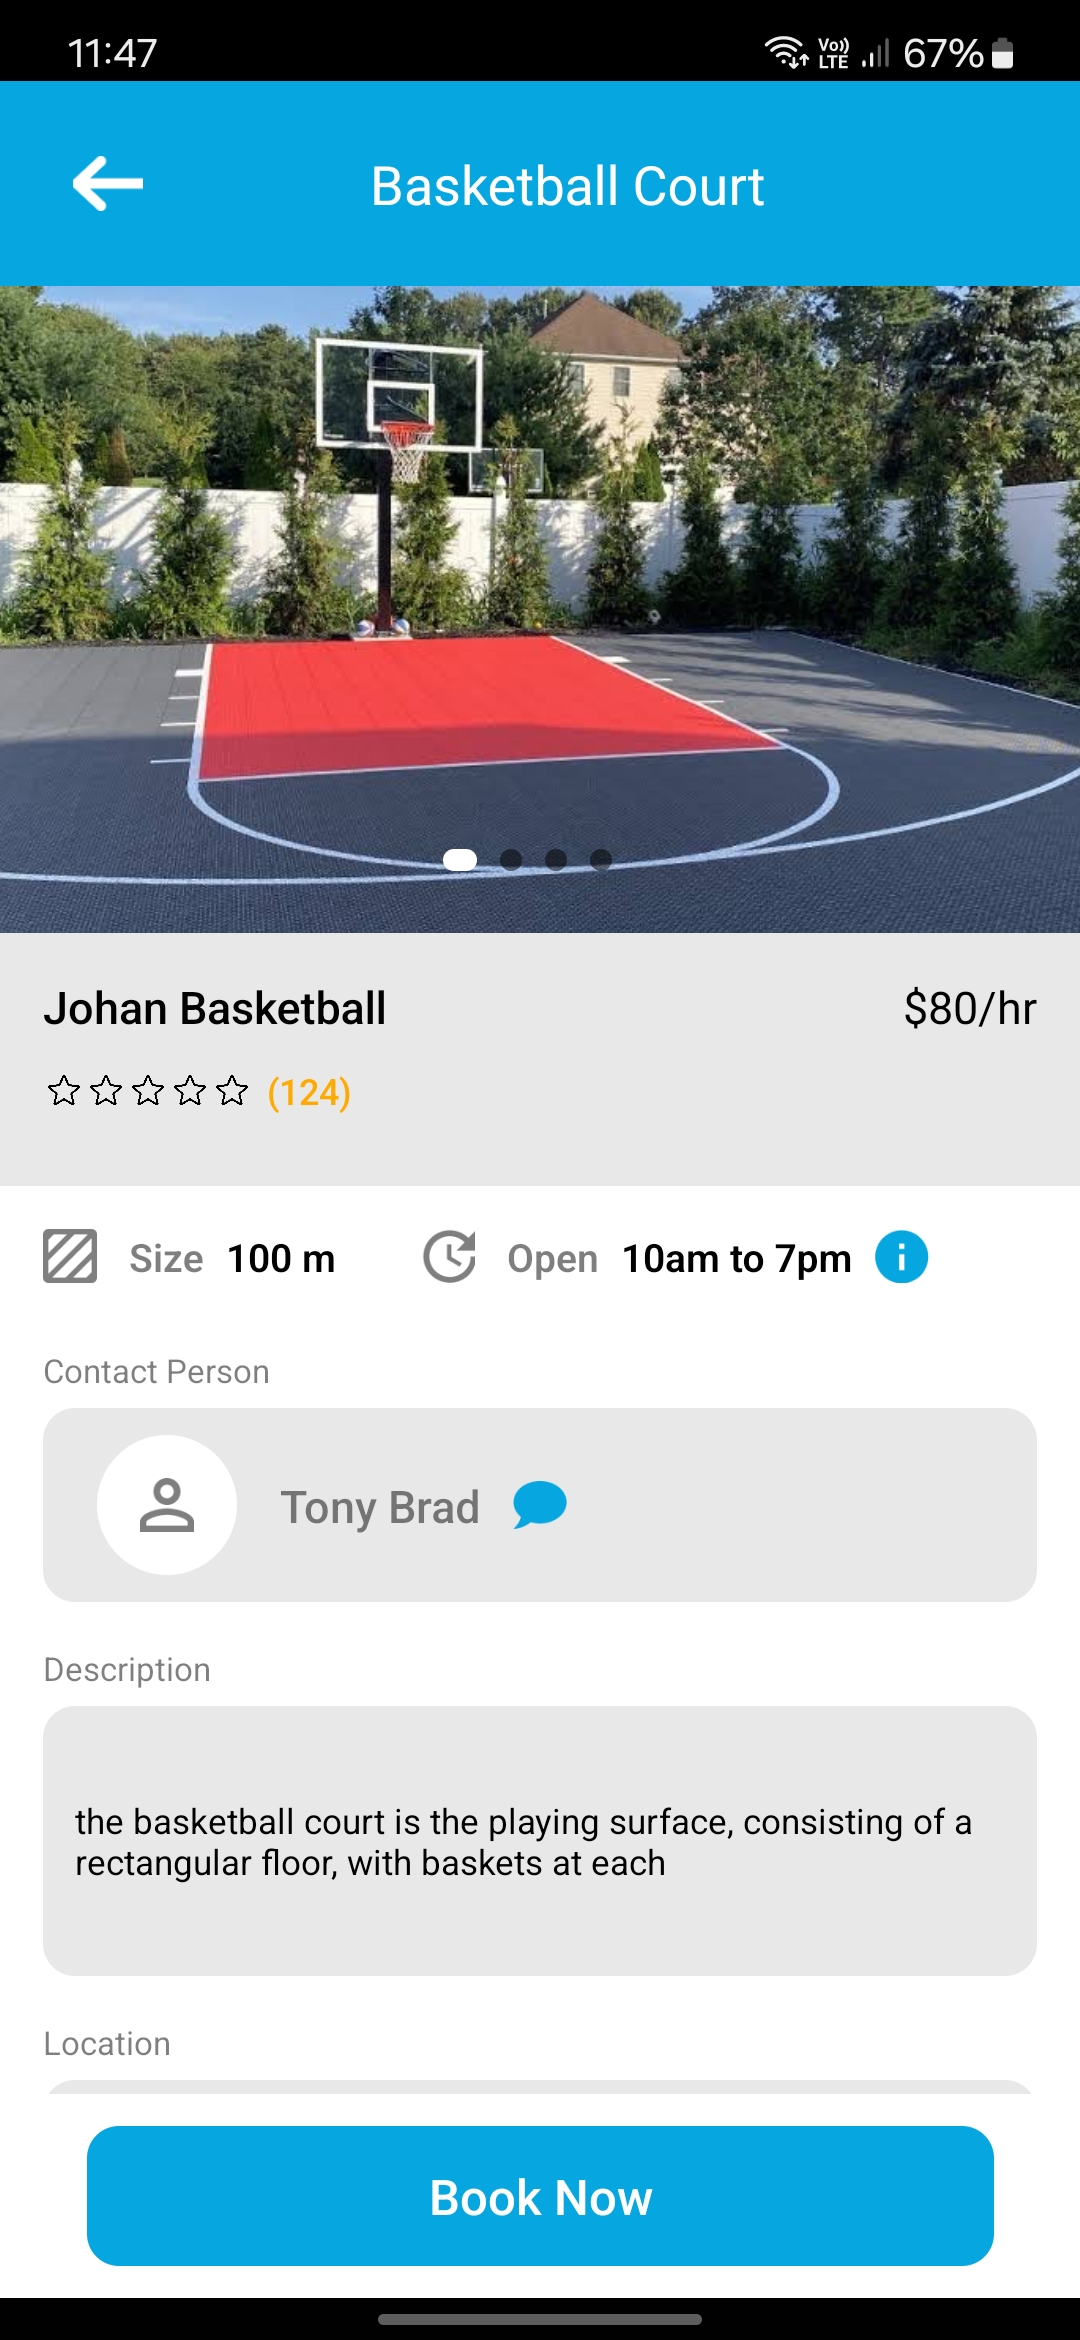 11:47
Vo)) LTE 67%
Basketball Court
Johan Basketball $80/hr
(124)
Size 100 m Open 10am to 7pm
Contact Person
Tony Brad
Description
the basketball court is the playing surface, consisting of a
rectangular floor, with baskets at each
Location
Book Now